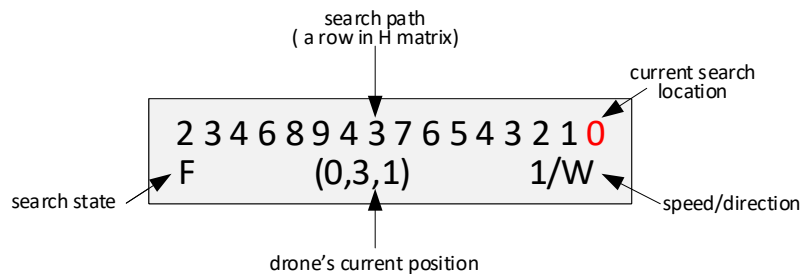 search path
( a row in H matrix)
current search
location
2 3 4 6 8 9 4 3 7 6 5 4 3 2 1 0
F (0,3,1) 1/W
search state
speed/direction
drone's current position